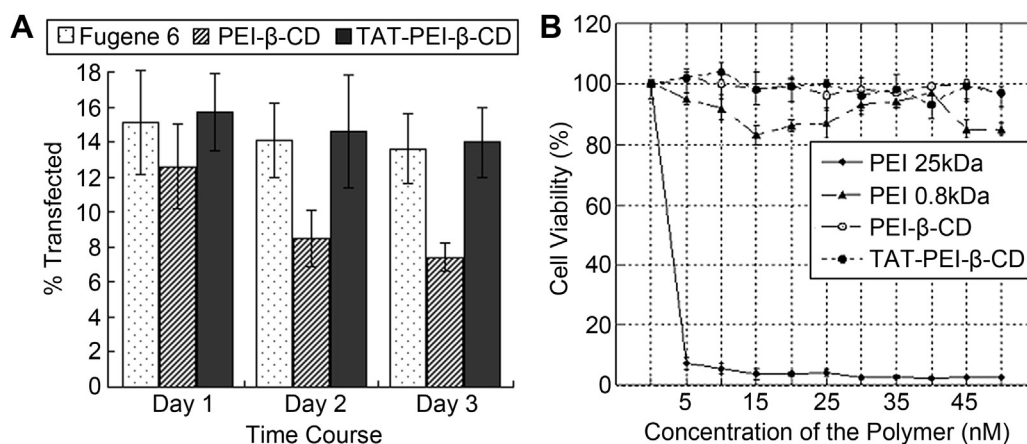 A
Fugene 6 PEI-β-CD TAT-PEI-β-CD
% Transfected
18
16
14
12
10
8
6
4
2
0
Day 1 Day 2 Day 3
Time Course
B
Cell Viability (%)
120
100
80
60
40
20
0
PEI 25kDa
PEI 0.8kDa
PEI-β-CD
TAT-PEI-β-CD
5 15 25 35 45
Concentration of the Polymer (nM)